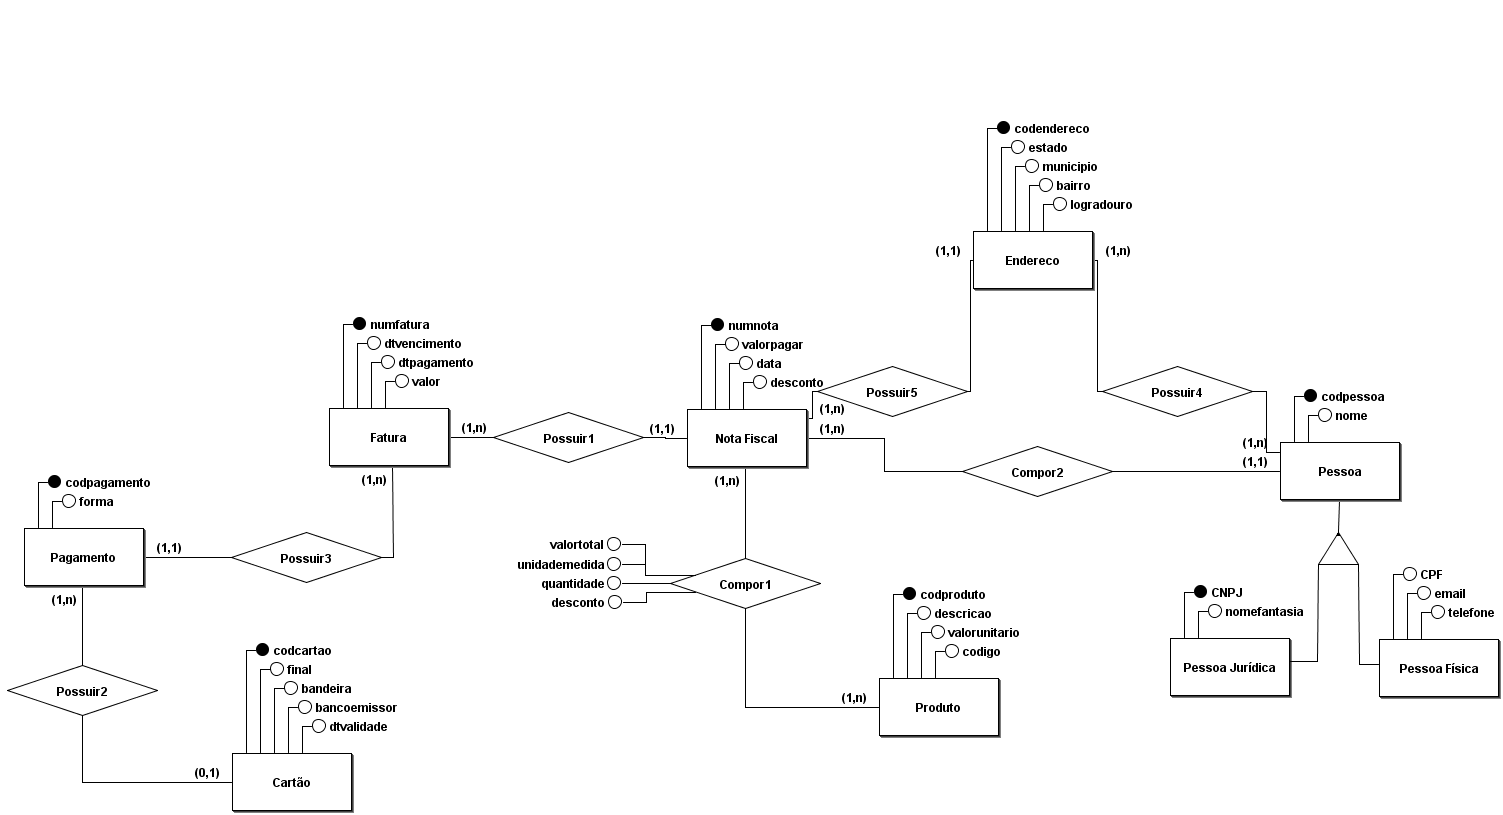 codendereco
estado
municipio
bairro
logradouro
(1,1)
Endereco
(1,n)
numfatura
dtvencimento
dtpagamento
valor
(1,n)
Fatura
(1,n)
Possuir1
(1,1)
numnota
valorpagar
data
desconto
Nota Fiscal
(1,n)
(1,n)
(1,n)
Possuir5
Possuir4
codpessoa
nome
(1,n)
(1,1)
Pessoa
Compor2
codpagamento
forma
Pagamento
(1,1)
Possuir3
(1,n)
valortotal
unidademedida
quantidade
desconto
Compor1
codproduto
descricao
valorunitario
codigo
(1,n)
Produto
CNPJ
nomefantasia
Pessoa Jurídica
CPF
email
telefone
Pessoa Física
Possuir2
codcartao
final
bandeira
bancoemissor
dtvalidade
(0,1)
Cartão